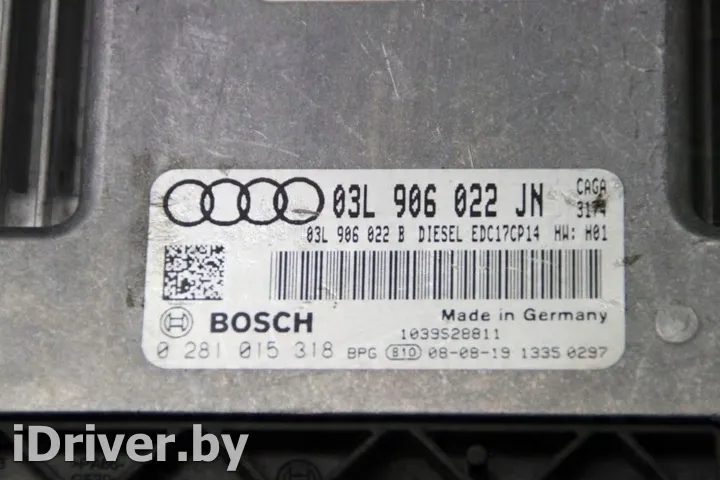 03L 906 022 JN CAGA
3174
03L 906 022 B DIESEL EDC17CP14 HW: H01
BOSCH Made in Germany
1039S28811
0 281 015 318 BPG 810 08-08-19 1335 0297
iDriver.by